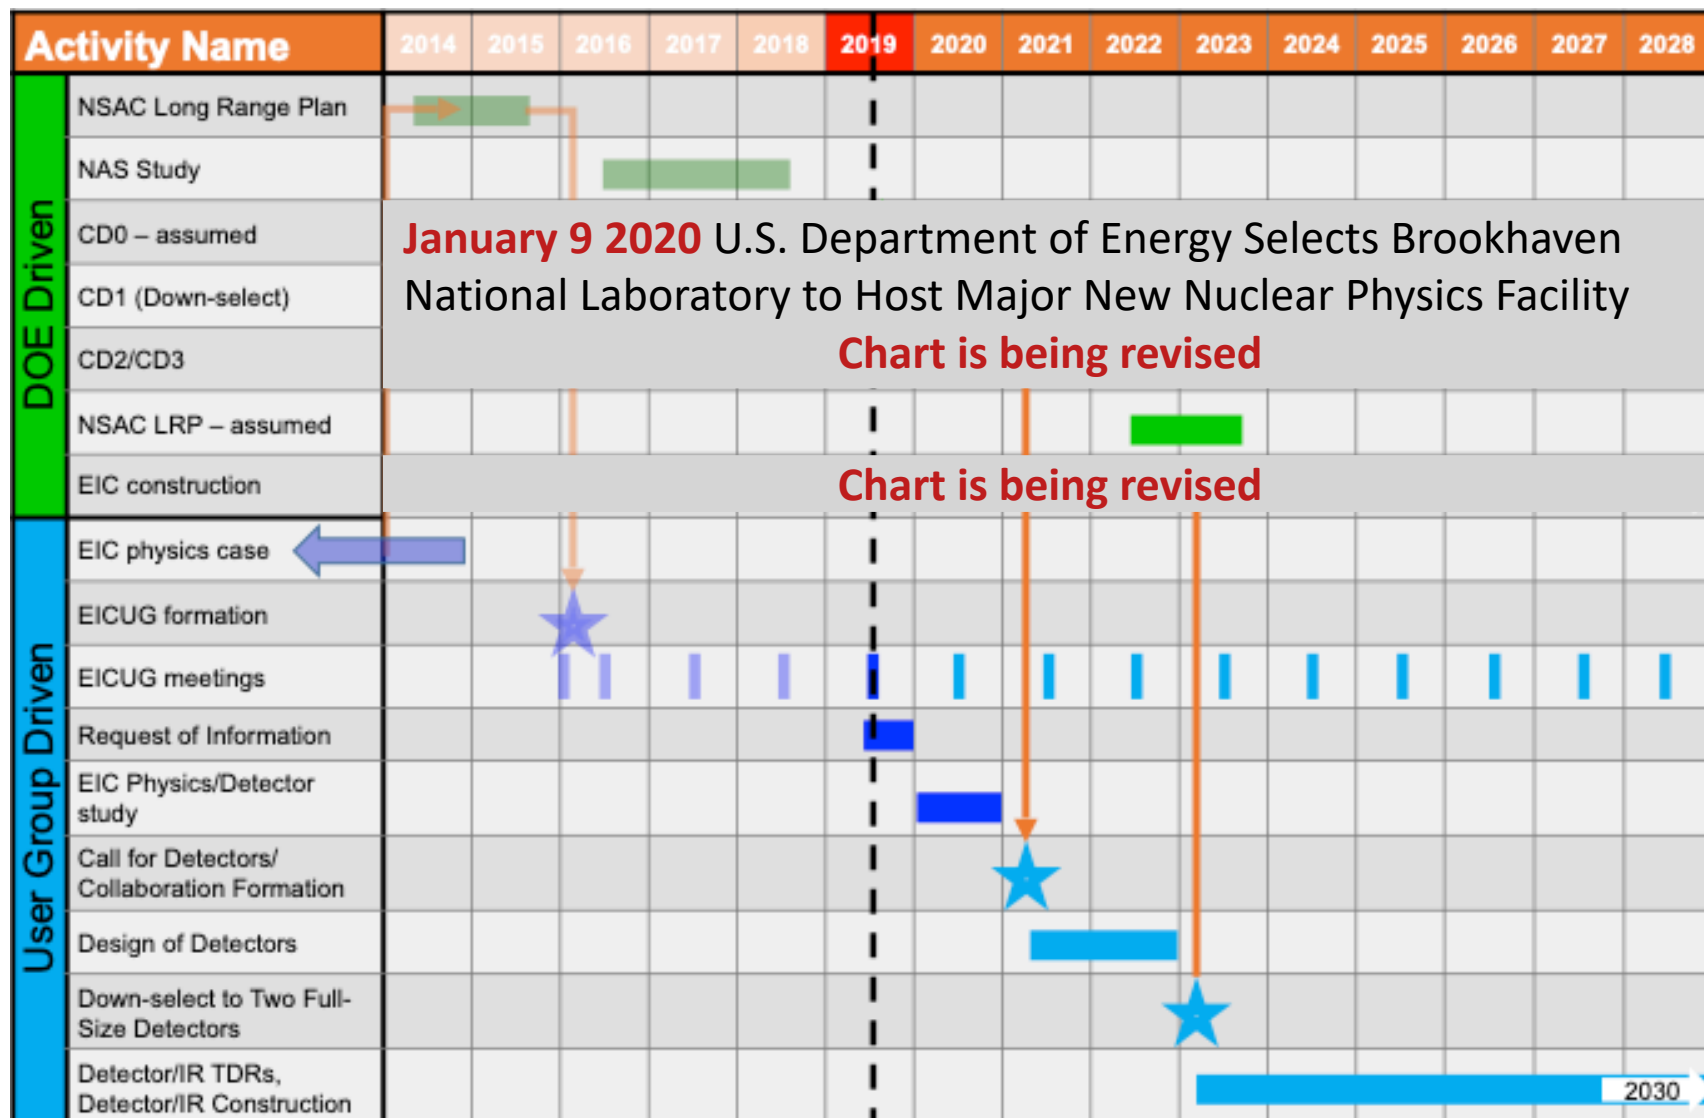 Activity Name 2014 2015 2016 2017 2018 2019 2020 2021 2022 2023 2024 2025 2026 2027 2028
DOE Driven
NSAC Long Range Plan
NAS Study
CD0 – assumed
CD1 (Down-select)
CD2/CD3
January 9 2020 U.S. Department of Energy Selects Brookhaven
National Laboratory to Host Major New Nuclear Physics Facility
Chart is being revised
NSAC LRP – assumed
EIC construction
Chart is being revised
User Group Driven
EIC physics case
EICUG formation
EICUG meetings
Request of Information
EIC Physics/Detector
study
Call for Detectors/
Collaboration Formation
Design of Detectors
Down-select to Two Full-
Size Detectors
Detector/IR TDRs,
Detector/IR Construction
2030